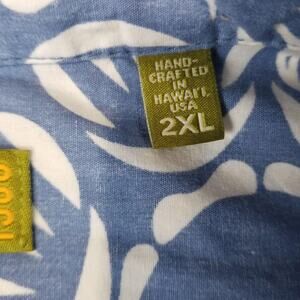 HAND-
CRAFTED
IN
HAWAI'I,
USA
2XL